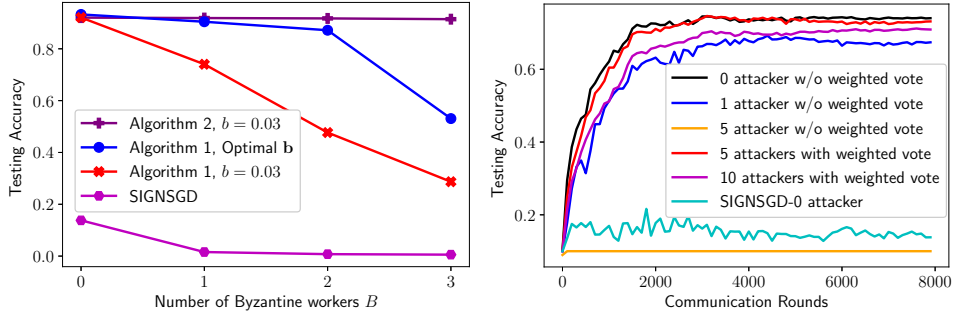 Testing Accuracy
0.8
0.6
0.4
0.2
0.0
Algorithm 2, b = 0.03
Algorithm 1, Optimal b
Algorithm 1, b = 0.03
SIGNSGD
0 1 2 3
Number of Byzantine workers B
Testing Accuracy
0.6
0.4
0.2
0 attacker w/o weighted vote
1 attacker w/o weighted vote
5 attacker w/o weighted vote
5 attackers with weighted vote
10 attackers with weighted vote
SIGNSGD-0 attacker
0 2000 4000 6000 8000
Communication Rounds